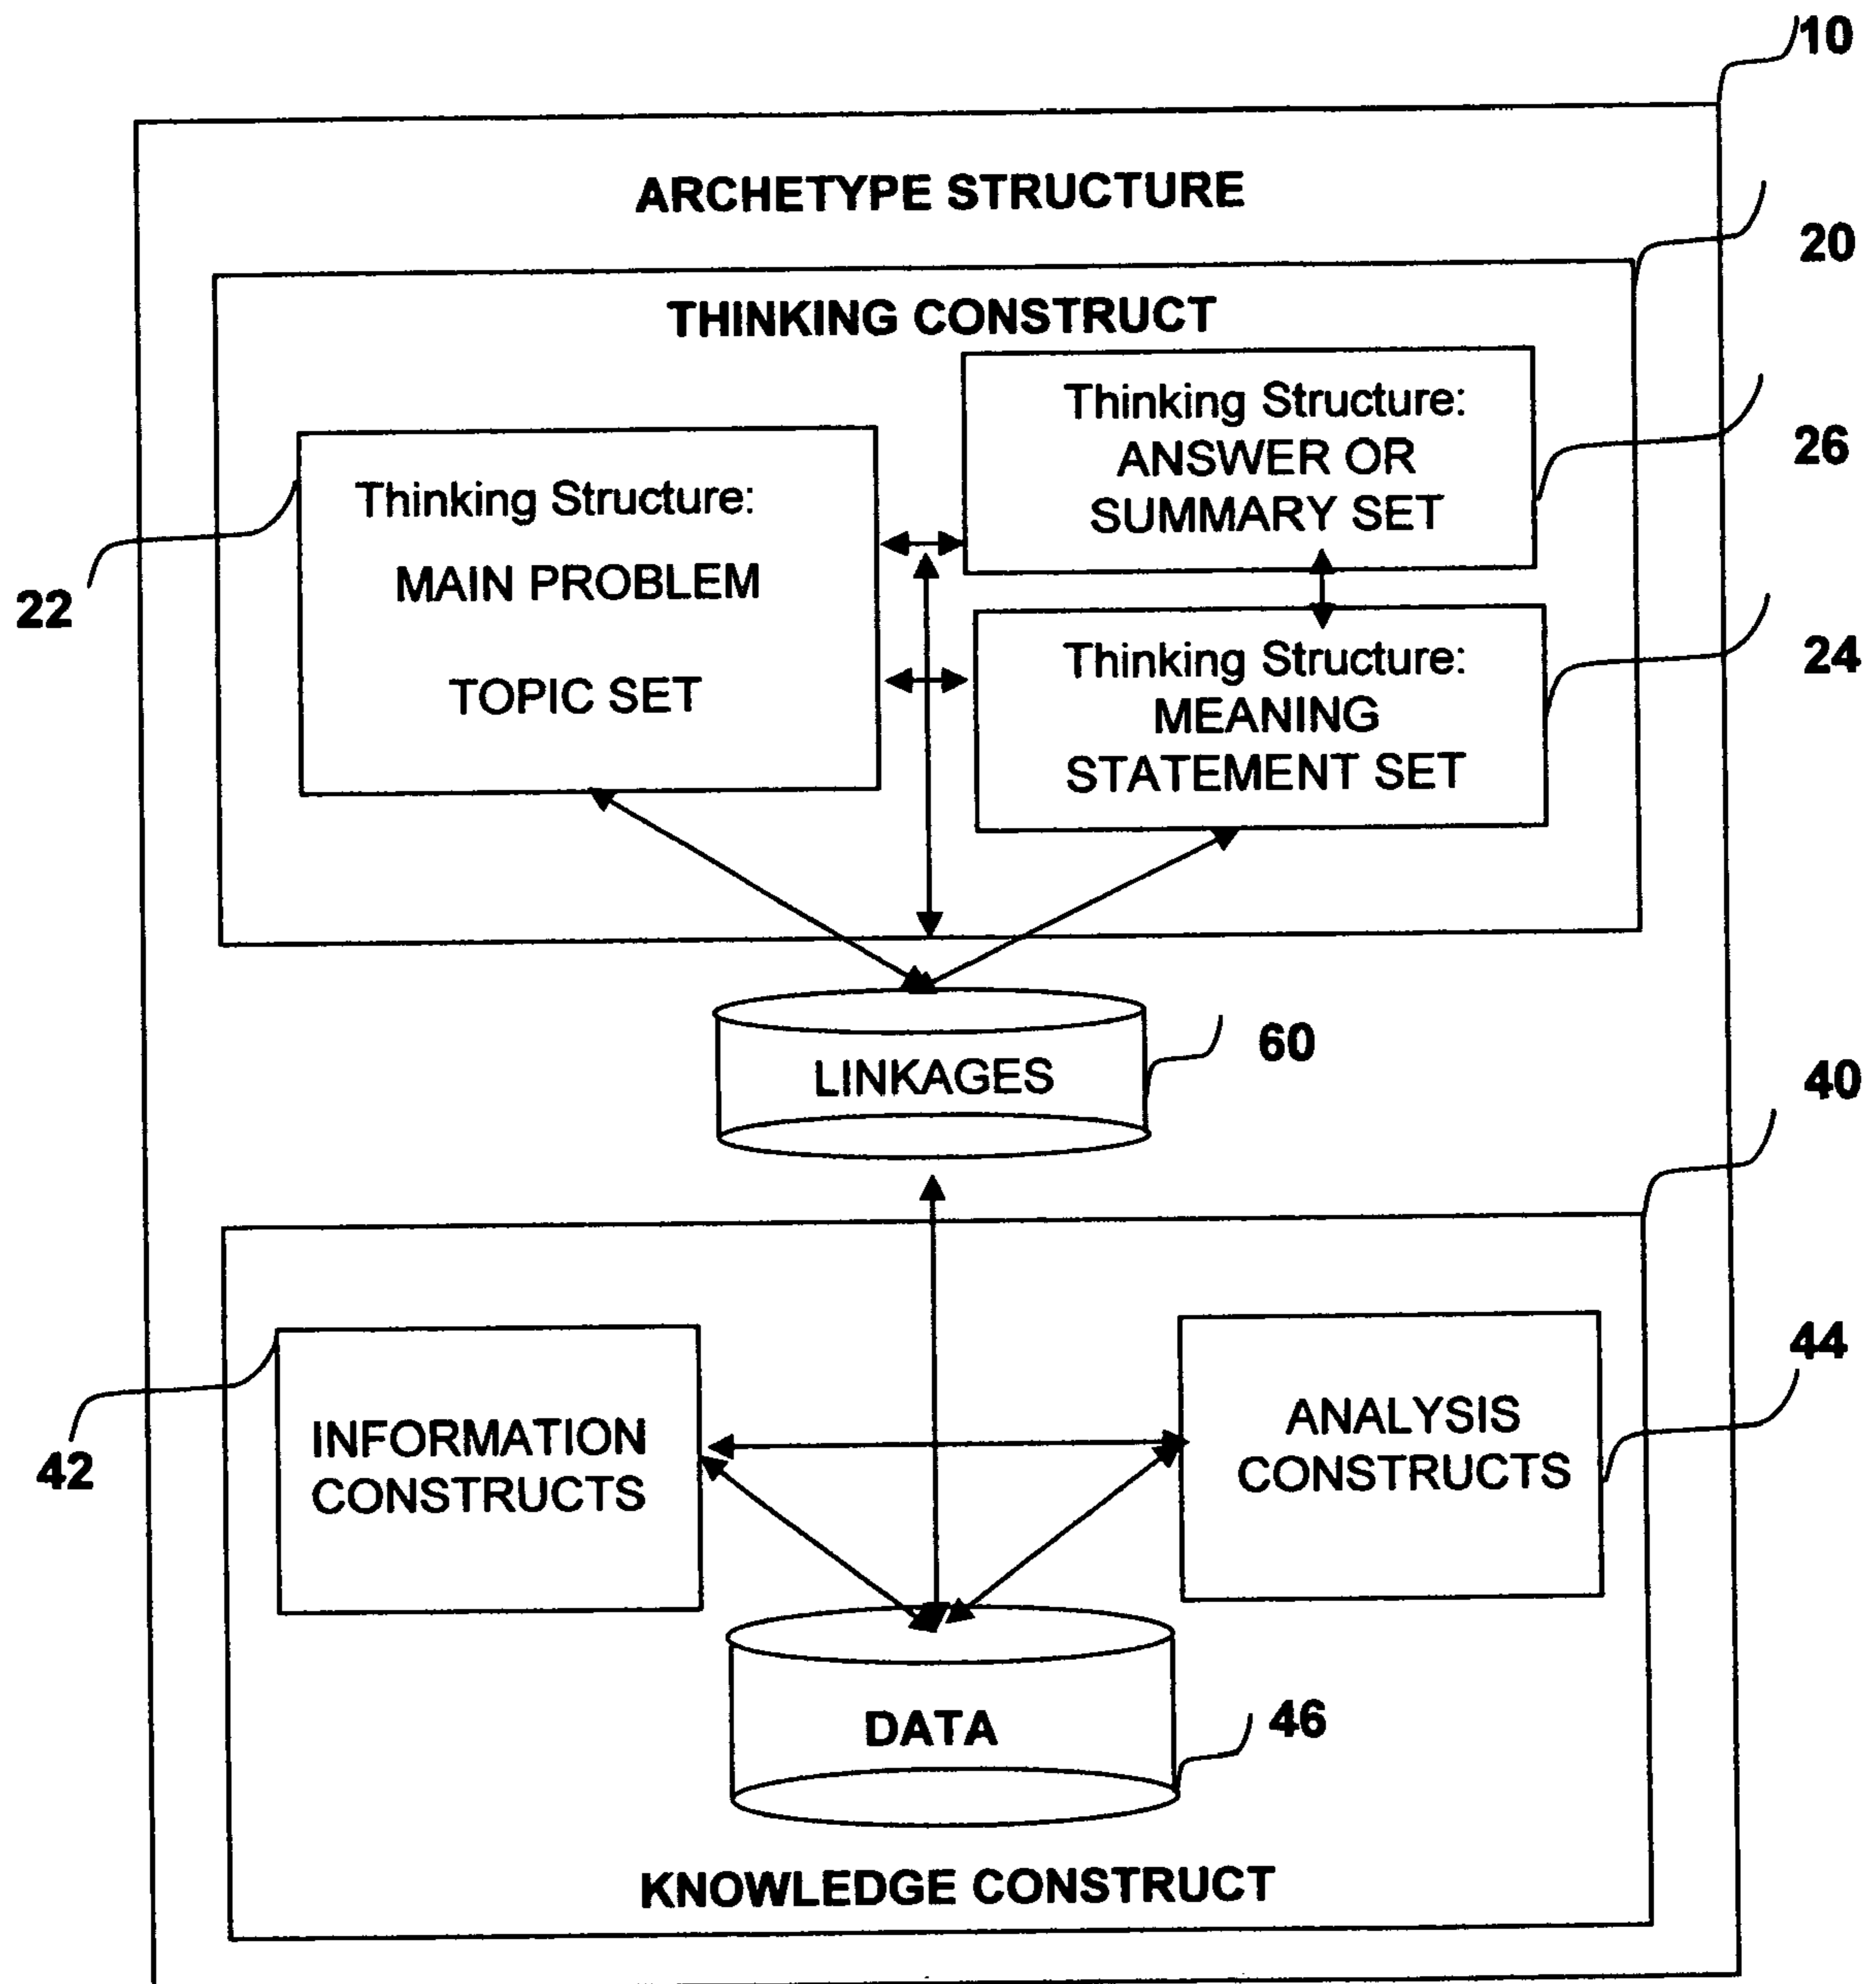 10
ARCHETYPE STRUCTURE
20
THINKING CONSTRUCT
Thinking Structure:
ANSWER OR
SUMMARY SET
26
Thinking Structure:
MAIN PROBLEM
TOPIC SET
22
Thinking Structure:
MEANING
STATEMENT SET
24
LINKAGES
60
40
INFORMATION
CONSTRUCTS
42
ANALYSIS
CONSTRUCTS
44
DATA
46
KNOWLEDGE CONSTRUCT